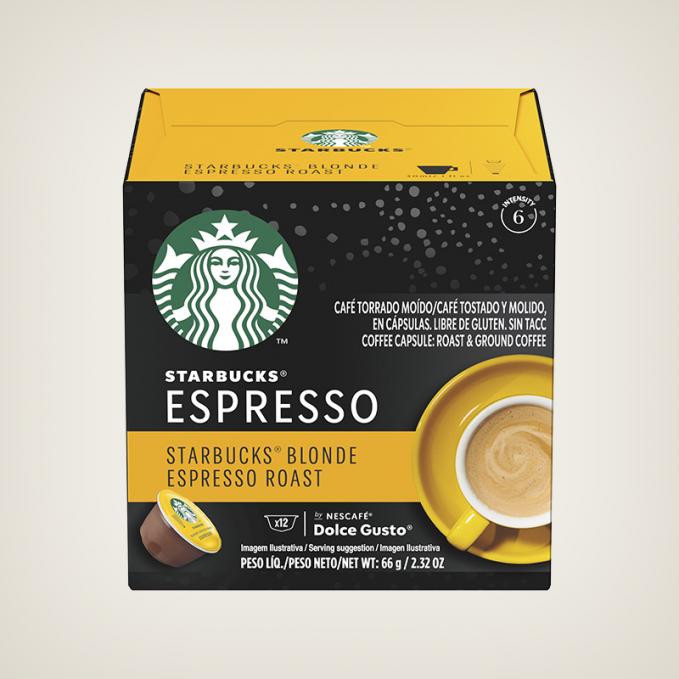 STARBUCKS®
STARBUCKS® BLONDE
ESPRESSO ROAST
INTENSITY
6
CAFÉ TORRADO MOÍDO/CAFÉ TOSTADO Y MOLIDO,
EN CÁPSULAS. LIBRE DE GLUTEN. SIN TACC
COFFEE CAPSULE: ROAST & GROUND COFFEE
TM
STARBUCKS®
ESPRESSO
STARBUCKS® BLONDE
ESPRESSO ROAST
x12
by NESCAFÉ®
Dolce Gusto®
Imagem Ilustrativa / Serving suggestion / Imagen Ilustrativa
PESO LÍQ./PESO NETO/NET WT: 66 g / 2.32 OZ